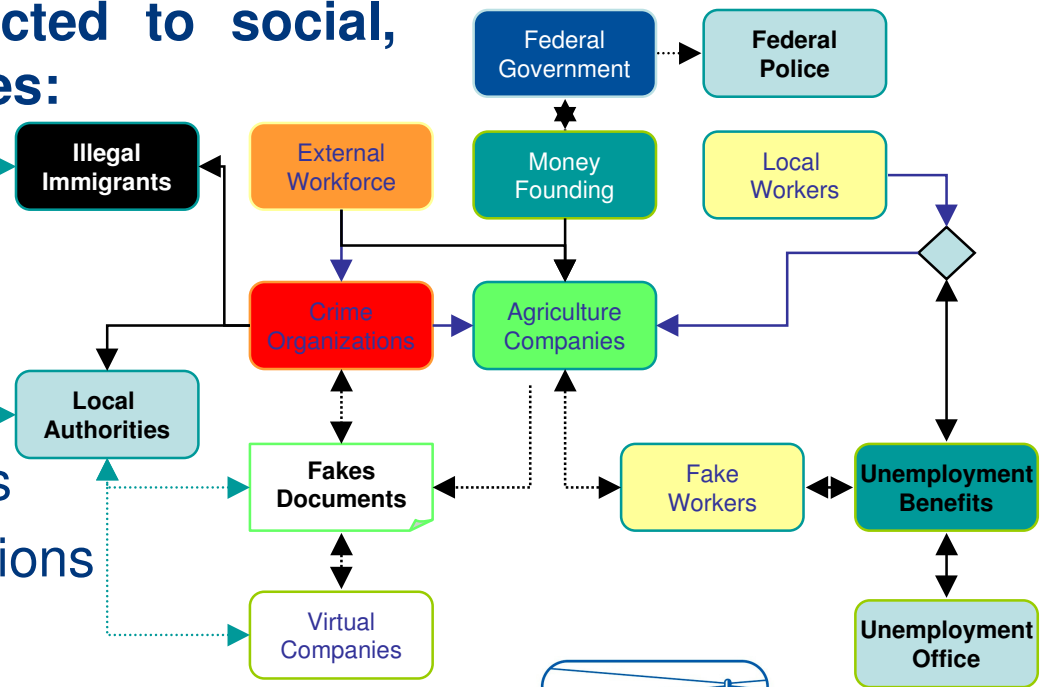 cted to social,
es:
Federal
Government
Federal
Police
Illegal
Immigrants
External
Workforce
Money
Founding
Local
Workers
Crime
Organizations
Agriculture
Companies
Local
Authorities
s
ions
Fakes
Documents
Fake
Workers
Unemployment
Benefits
Virtual
Companies
Unemployment
Office